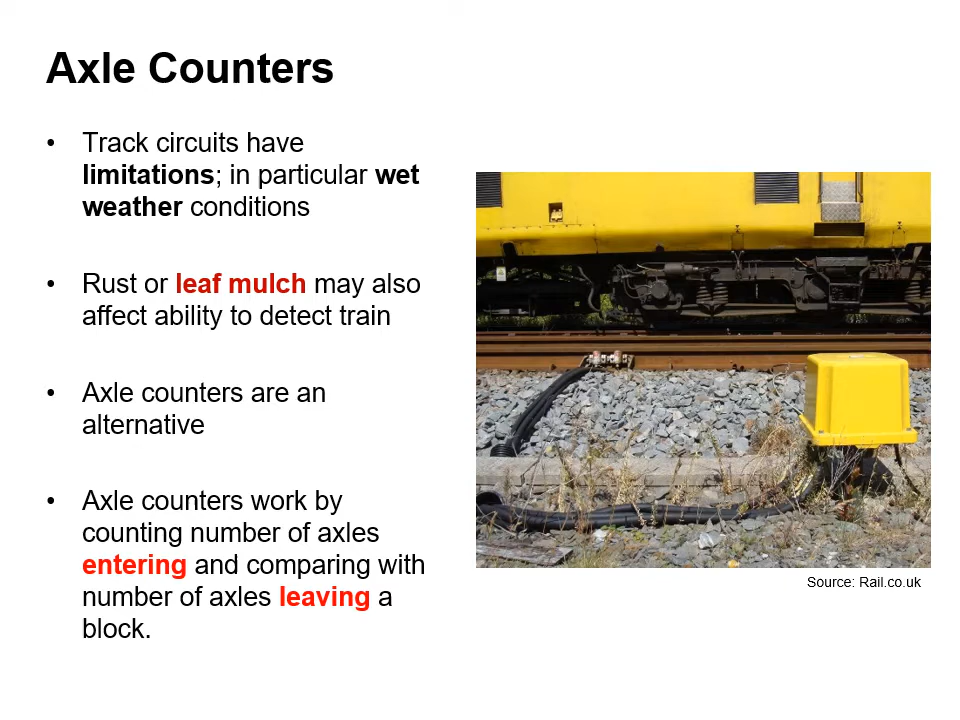 Axle Counters
• Track circuits have
limitations; in particular wet
weather conditions
• Rust or leaf mulch may also
affect ability to detect train
• Axle counters are an
alternative
• Axle counters work by
counting number of axles
entering and comparing with
number of axles leaving a
block.
Source: Rail.co.uk